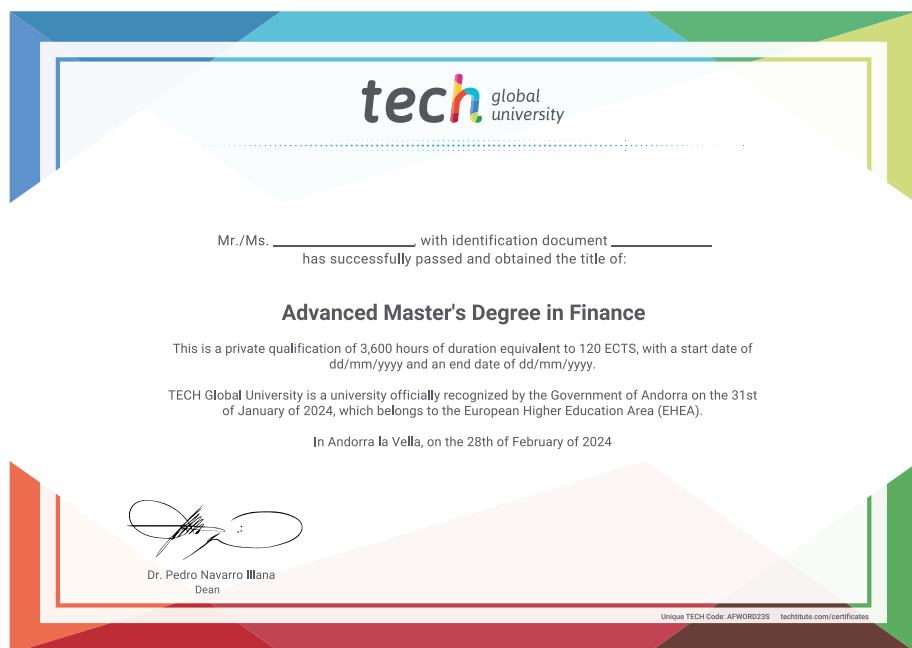 tech global
university
Mr./Ms. ____________, with identification document ____________
has successfully passed and obtained the title of:
Advanced Master's Degree in Finance
This is a private qualification of 3,600 hours of duration equivalent to 120 ECTS, with a start date of
dd/mm/yyyy and an end date of dd/mm/yyyy.
TECH Global University is a university officially recognized by the Government of Andorra on the 31st
of January of 2024, which belongs to the European Higher Education Area (EHEA).
In Andorra la Vella, on the 28th of February of 2024
Dr. Pedro Navarro Illana
Dean
Unique TECH Code: AFWORD23S techtitute.com/certificates